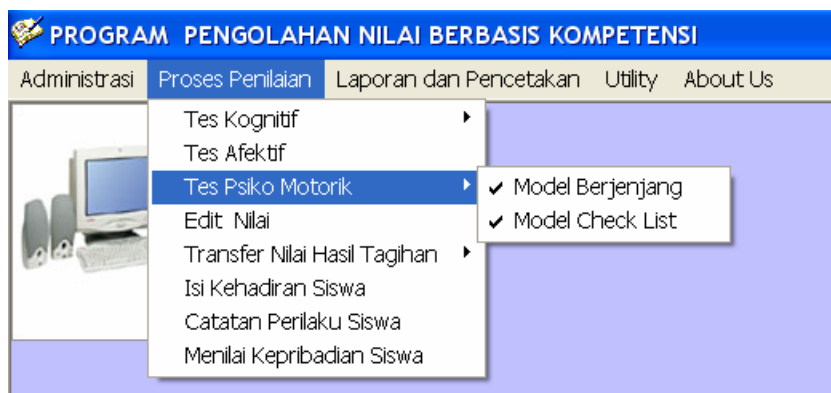 PROGRAM PENGOLAHAN NILAI BERBASIS KOMPETENSI
Administrasi Proses Penilaian Laporan dan Pencetakan Utility About Us
Tes Kognitif
Tes Afektif
Tes Psiko Motorik
Model Berjenjang
Model Check List
Edit Nilai
Transfer Nilai Hasil Tagihan
Isi Kehadiran Siswa
Catatan Perilaku Siswa
Menilai Kepribadian Siswa